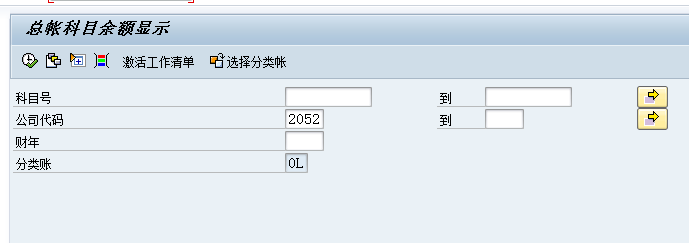 总帐科目余额显示
激活工作清单 选择分类帐
科目号 到
公司代码 2052 到
财年
分类账 0L